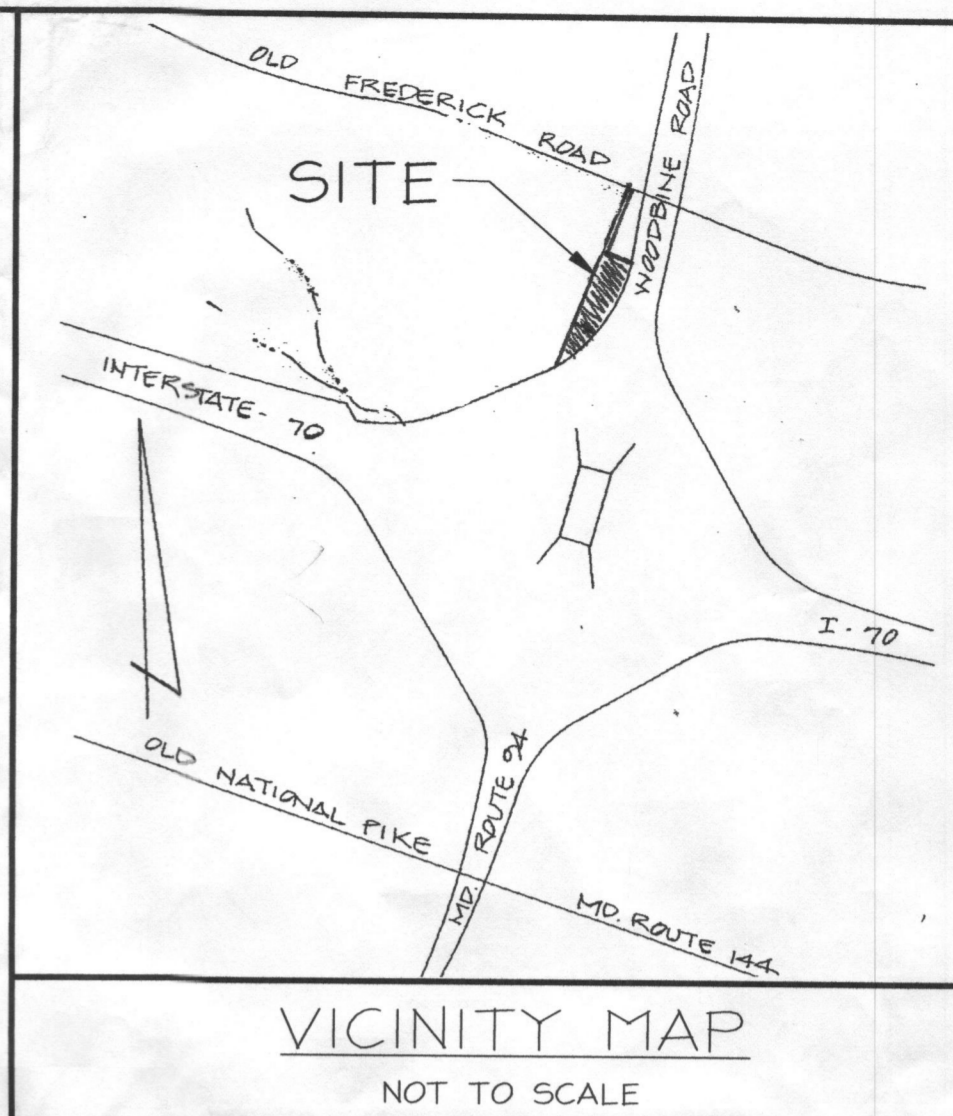 OLD FREDERICK ROAD
WOODBINE ROAD
SITE
INTERSTATE- 70
I-70
OLD NATIONAL PIKE
MD. ROUTE 94
MD. ROUTE 144
VICINITY MAP
NOT TO SCALE